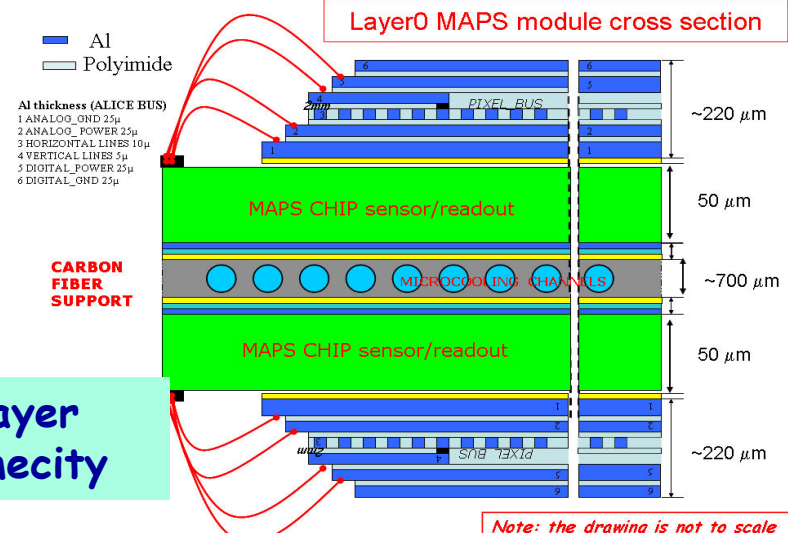 Layer0 MAPS module cross section
Al
Polyimide
Al thickness (ALICE BUS)
1 ANALOG_GND 25µ
2 ANALOG_POWER 25µ
3 HORIZONTAL LINES 10µ
4 VERTICAL LINES 5µ
5 DIGITAL_POWER 25µ
6 DIGITAL_GND 25µ
6
6
5
5
4
2mm
PIXEL_BUS
3
2
2
1
1
~220 µm
MAPS CHIP sensor/readout
50 µm
CARBON
FIBER
SUPPORT
MICROCOOLING CHANNELS
~700 µm
MAPS CHIP sensor/readout
50 µm
1
1
2
2
3
2mm
4
PIXEL BUS
5
5
6
6
~220 µm
ayer
necity
Note: the drawing is not to scale